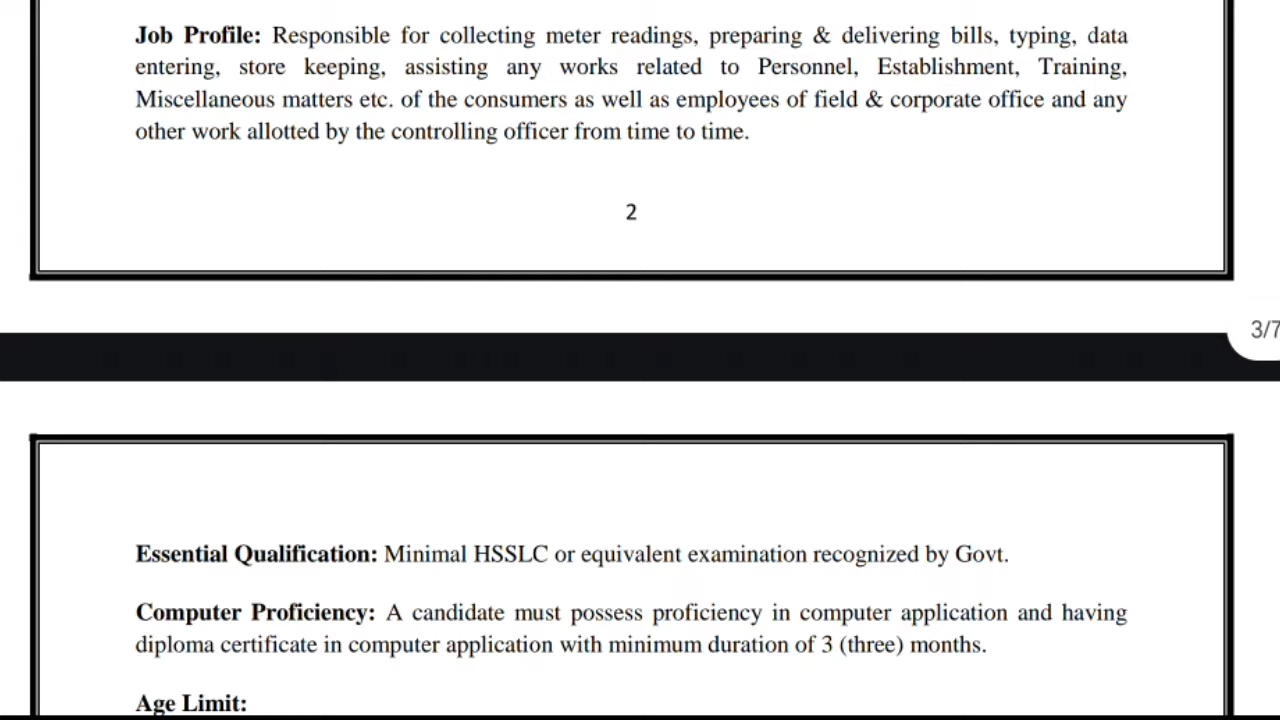 Job Profile: Responsible for collecting meter readings, preparing & delivering bills, typing, data
entering, store keeping, assisting any works related to Personnel, Establishment, Training,
Miscellaneous matters etc. of the consumers as well as employees of field & corporate office and any
other work allotted by the controlling officer from time to time.
2
3/7
Essential Qualification: Minimal HSSLC or equivalent examination recognized by Govt.
Computer Proficiency: A candidate must possess proficiency in computer application and having
diploma certificate in computer application with minimum duration of 3 (three) months.
Age Limit: